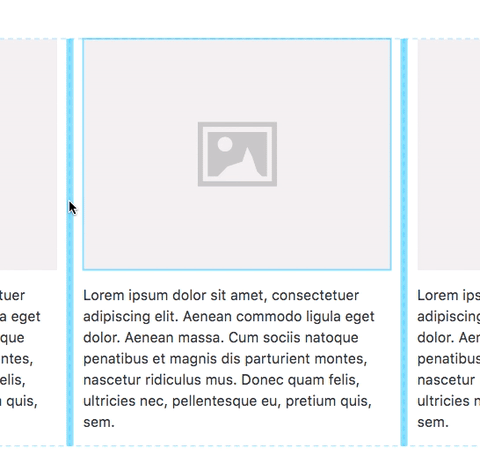 tuer
a eget
que
ntes,
elis,
quis,
Lorem ipsum dolor sit amet, consectetuer
adipiscing elit. Aenean commodo ligula eget
dolor. Aenean massa. Cum sociis natoque
penatibus et magnis dis parturient montes,
nascetur ridiculus mus. Donec quam felis,
ultricies nec, pellentesque eu, pretium quis,
sem.
Lorem ips
adipiscing
dolor. Aen
penatibus
nascetur
ultricies n
sem.